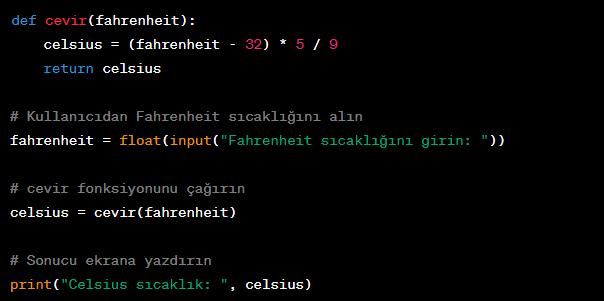 def cevir(fahrenheit):
    celsius = (fahrenheit - 32) * 5 / 9
    return celsius
# Kullanıcıdan Fahrenheit sıcaklığını alın
fahrenheit = float(input("Fahrenheit sıcaklığını girin: "))
# cevir fonksiyonunu çağırın
celsius = cevir(fahrenheit)
# Sonucu ekrana yazdırın
print("Celsius sıcaklık: ", celsius)